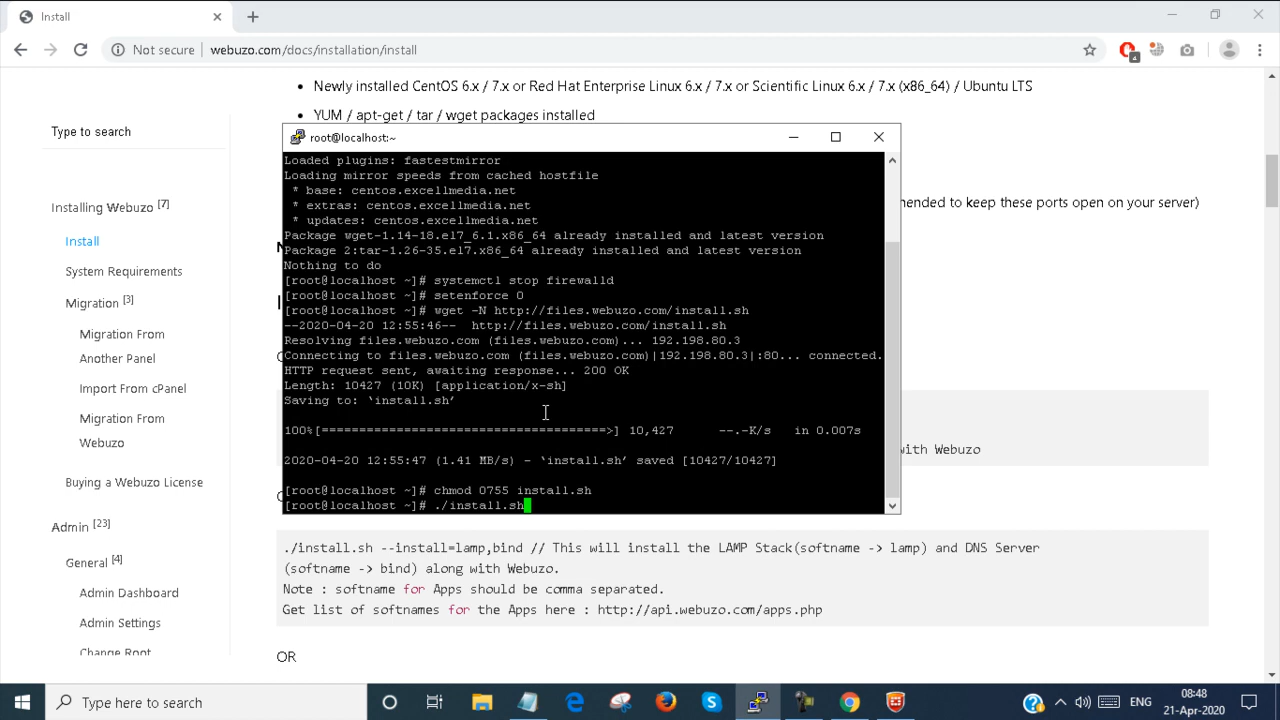 Install
Not secure
webuzo.com/docs/installation/install
4
Newly installed CentOS 6.x / 7.x or Red Hat Enterprise Linux 6.x / 7.x or Scientific Linux 6.x / 7.x (x86_64) / Ubuntu LTS
YUM / apt-get / tar / wget packages installed
Type to search
Installing Webuzo [7]
Install
System Requirements
Migration [3]
Migration From
Another Panel
Import From cPanel
Migration From
Webuzo
Buying a Webuzo License
Admin [23]
General [4]
Admin Dashboard
Admin Settings
Change Root
root@localhost:~
Loaded plugins: fastestmirror
Loading mirror speeds from cached hostfile
* base: centos.excellmedia.net
* extras: centos.excellmedia.net
* updates: centos.excellmedia.net
Package wget-1.14-18.el7_6.1.x86_64 already installed and latest version
Package 2:tar-1.26-35.el7.x86_64 already installed and latest version
Nothing to do
[root@localhost ~]# systemctl stop firewalld
[root@localhost ~]# setenforce 0
[root@localhost ~]# wget -N http://files.webuzo.com/install.sh
--2020-04-20 12:55:46-- http://files.webuzo.com/install.sh
Resolving files.webuzo.com (files.webuzo.com)... 192.198.80.3
Connecting to files.webuzo.com (files.webuzo.com)|192.198.80.3|:80... connected.
HTTP request sent, awaiting response... 200 OK
Length: 10427 (10K) [application/x-sh]
Saving to: ‘install.sh’
100%[=====================================>] 10,427 --.-K/s in 0.007s
2020-04-20 12:55:47 (1.41 MB/s) - ‘install.sh’ saved [10427/10427]
[root@localhost ~]# chmod 0755 install.sh
[root@localhost ~]# ./install.sh
mended to keep these ports open on your server)
with Webuzo
./install.sh --install=lamp,bind // This will install the LAMP Stack(softname -> lamp) and DNS Server
(softname -> bind) along with Webuzo.
Note : softname for Apps should be comma separated.
Get list of softnames for the Apps here : http://api.webuzo.com/apps.php
OR
Type here to search
ENG
08:48
21-Apr-2020